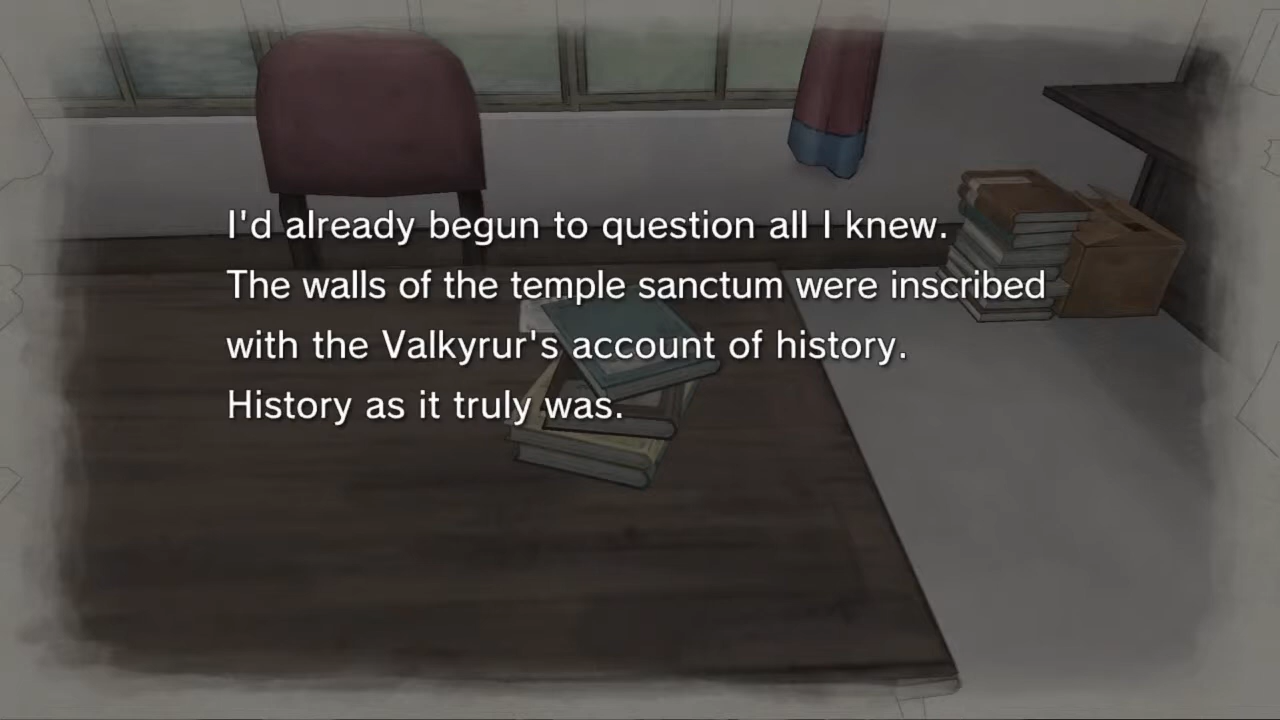 I'd already begun to question all I knew.
The walls of the temple sanctum were inscribed
with the Valkyrur's account of history.
History as it truly was.